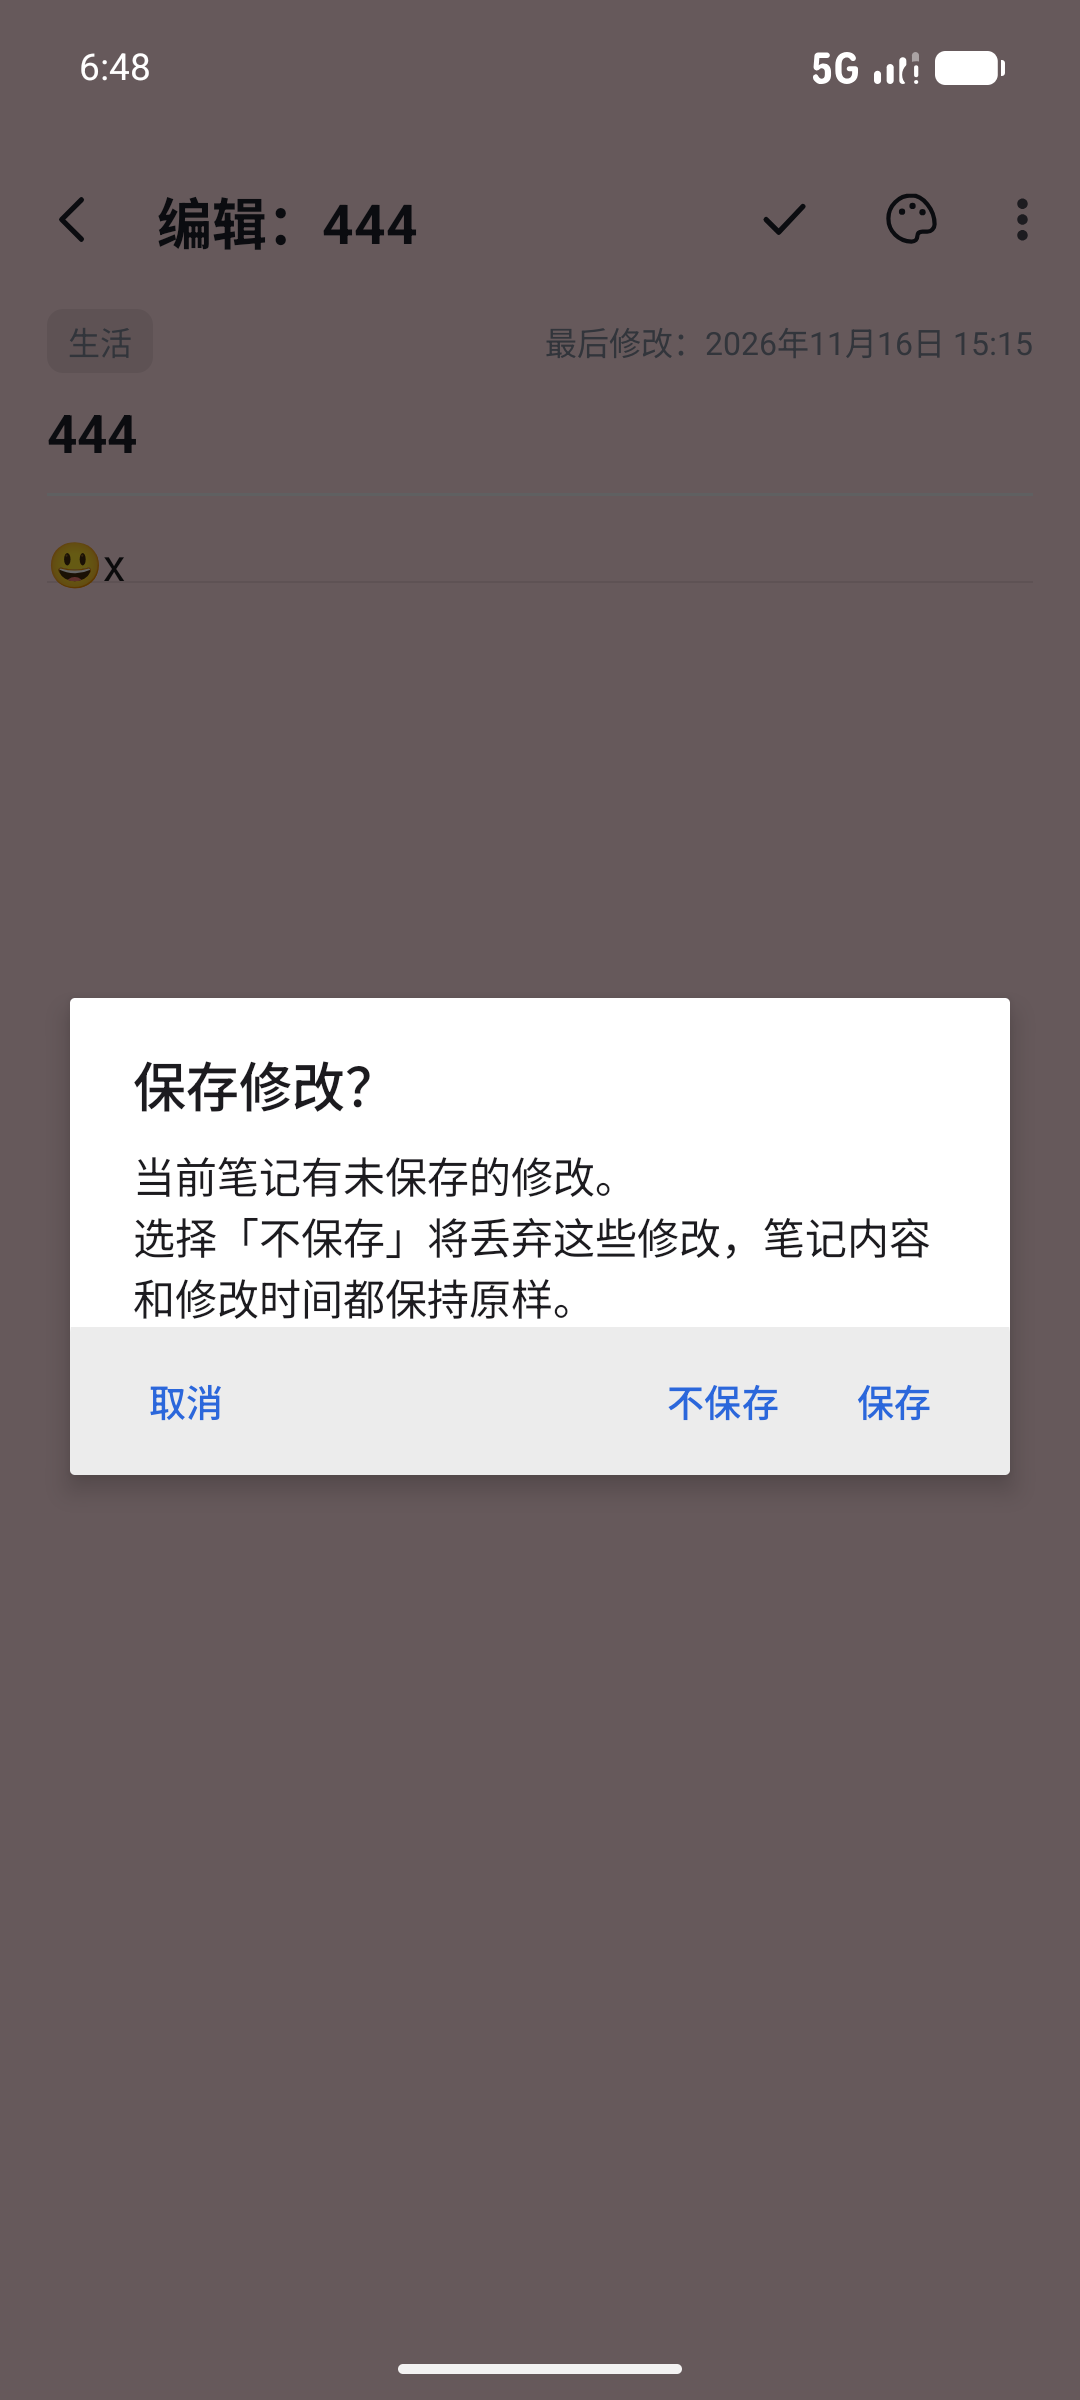 6:48
5G
编辑：444
生活
最后修改：2026年11月16日 15:15
444
😃x
保存修改？
当前笔记有未保存的修改。
选择「不保存」将丢弃这些修改，笔记内容
和修改时间都保持原样。
取消
不保存
保存